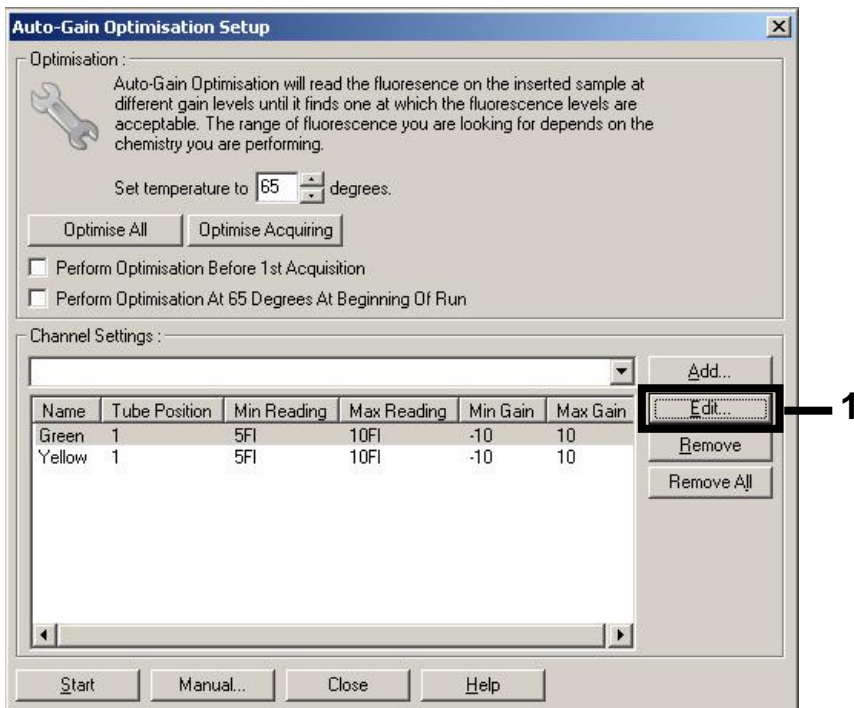 Auto-Gain Optimisation Setup
Optimisation :
Auto-Gain Optimisation will read the fluoresence on the inserted sample at
different gain levels until it finds one at which the fluorescence levels are
acceptable. The range of fluorescence you are looking for depends on the
chemistry you are performing.
Set temperature to 65 degrees.
Optimise All Optimise Acquiring
Perform Optimisation Before 1st Acquisition
Perform Optimisation At 65 Degrees At Beginning Of Run
Channel Settings :
Add...
Name Tube Position Min Reading Max Reading Min Gain Max Gain Edit... 1
Green 1 5Fl 10Fl -10 10
Remove
Yellow 1 5Fl 10Fl -10 10
Remove All
Start Manual... Close Help